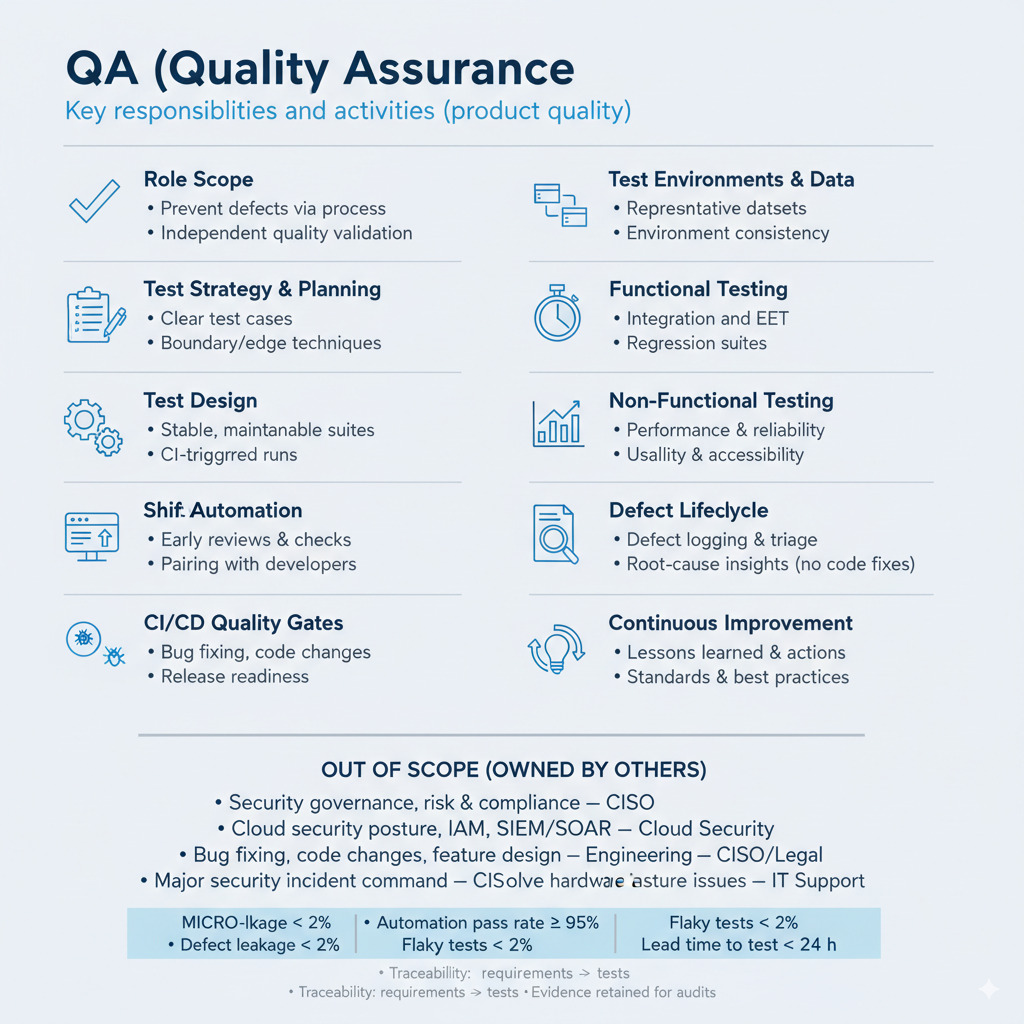 QA (Quality Assurance
Key responsiblities and activities (product quality)
Role Scope
• Prevent defects via process
• Independent quality validation
Test Strategy & Planning
• Clear test cases
• Boundary/edge techniques
Test Design
• Stable, maintanable suites
• CI-triggrred runs
Shif. Automation
• Early reviews & checks
• Pairing with developers
CI/CD Quality Gates
• Bug fixing, code changes
• Release readiness
Test Environments & Data
• Represntative datsets
• Environment consistency
Functional Testing
• Integration and EET
• Regression suites
Non-Functional Testing
• Performance & reliability
• Usallity & accessibility
Defect Lifeclycle
• Defect logging & triage
• Root-cause insights (no code fixes)
Continuous Improvement
• Lessons learned & actions
• Standards & best practices
OUT OF SCOPE (OWNED BY OTHERS)
• Security governance, risk & compliance – CISO
• Cloud security posture, IAM, SIEM/SOAR – Cloud Security
• Bug fixing, code changes, feature design – Engineering – CISO/Legal
• Major security incident command – CISolve issues – IT Support
MICRO-lkage < 2%
• Defect leakage < 2%
• Automation pass rate ≥ 95%
Flaky tests < 2%
Flaky tests < 2%
Lead time to test < 24 h
• Traceability: requirements -> tests
• Traceability: requirements -> tests • Evidence retained for audits